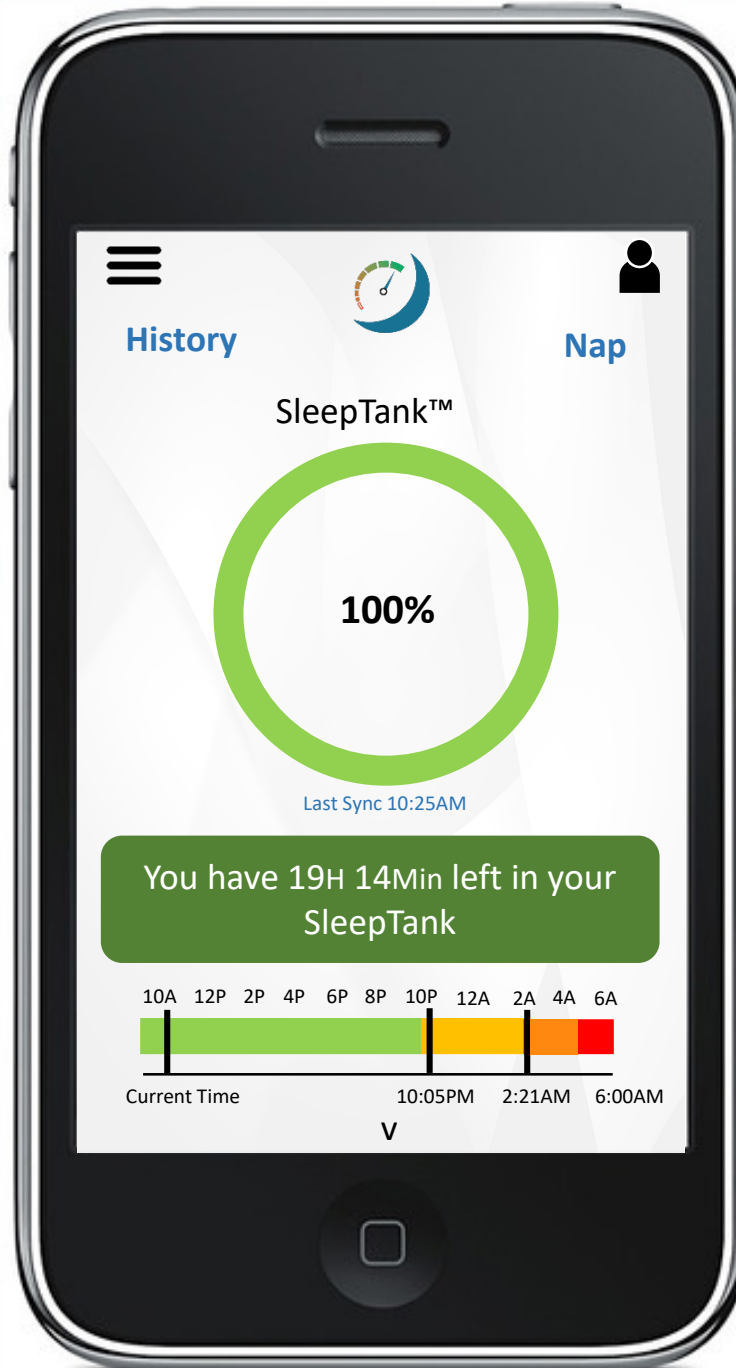 History
Nap
SleepTank™
100%
Last Sync 10:25AM
You have 19H 14Min left in your
SleepTank
10A 12P 2P 4P 6P 8P 10P 12A 2A 4A 6A
Current Time 10:05PM 2:21AM 6:00AM
V